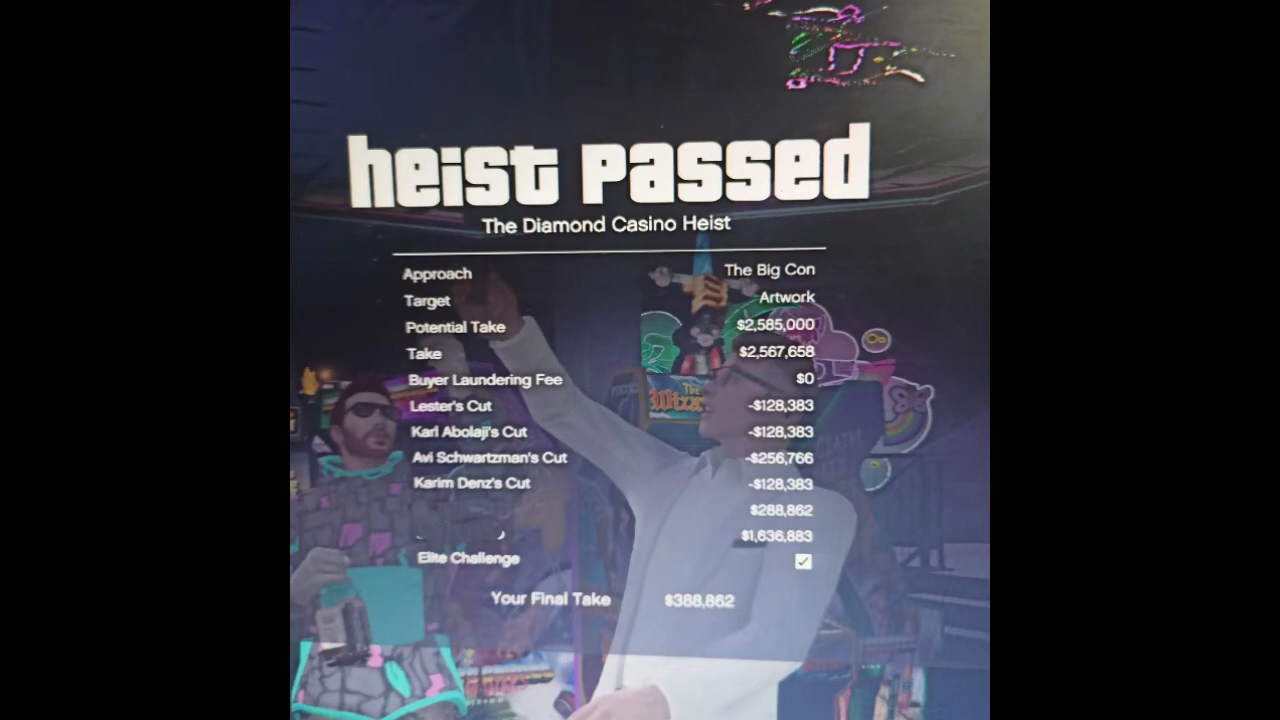 heist passed
The Diamond Casino Heist
Approach The Big Con
Target Artwork
Potential Take $2,585,000
Take $2,567,658
Buyer Laundering Fee $0
Lester's Cut -$128,383
Karl Abolaji's Cut -$128,383
Avi Schwartzman's Cut -$256,766
Karim Denz's Cut -$128,383
$288,862
$1,636,883
Elite Challenge
Your Final Take $388,862